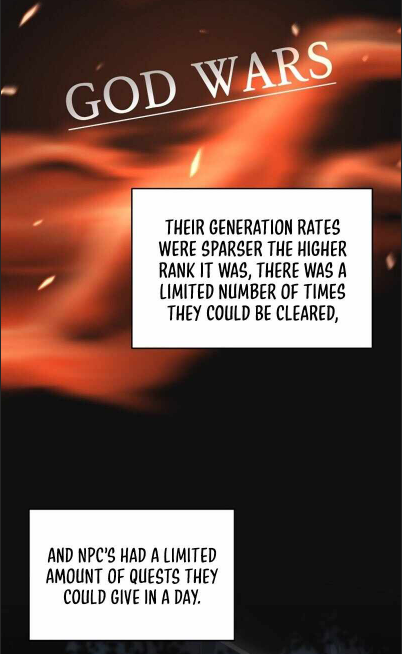 GOD WARS
THEIR GENERATION RATES
WERE SPARSER THE HIGHER
RANK IT WAS, THERE WAS A
LIMITED NUMBER OF TIMES
THEY COULD BE CLEARED,
AND NPC'S HAD A LIMITED
AMOUNT OF QUESTS THEY
COULD GIVE IN A DAY.